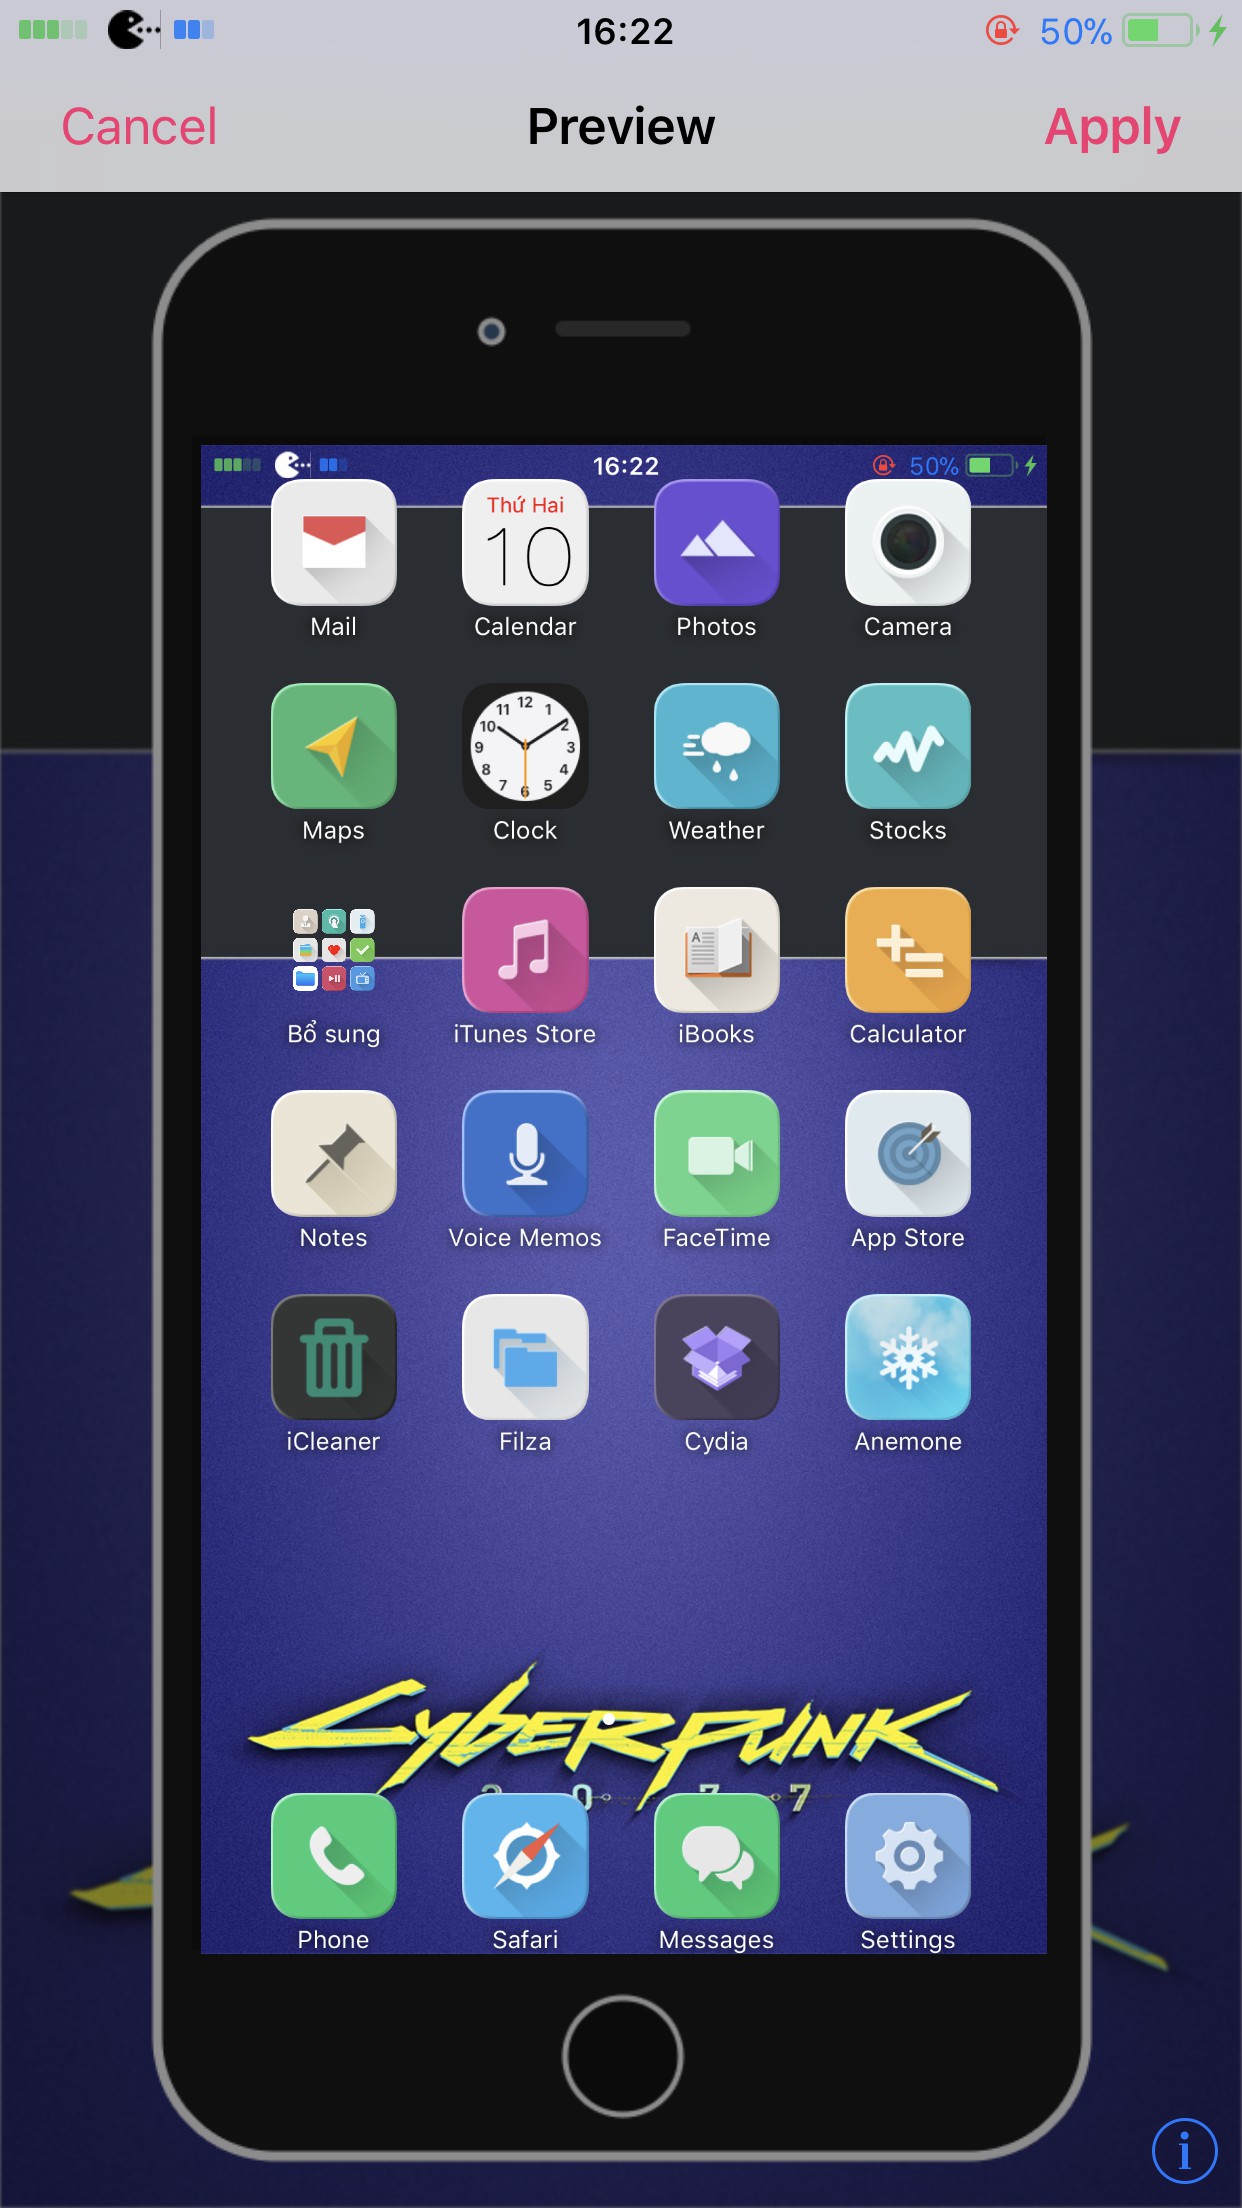 16:22
50%
Cancel
Preview
Apply
16:22
50%
Thứ Hai
10
Mail
Calendar
Photos
Camera
12
11
1
10
2
9
3
8
4
7
6
5
Maps
Clock
Weather
Stocks
A
Bổ sung
iTunes Store
iBooks
Calculator
Notes
Voice Memos
FaceTime
App Store
iCleaner
Filza
Cydia
Anemone
CYBERPUNK
2 0 7 7
Phone
Safari
Messages
Settings
i